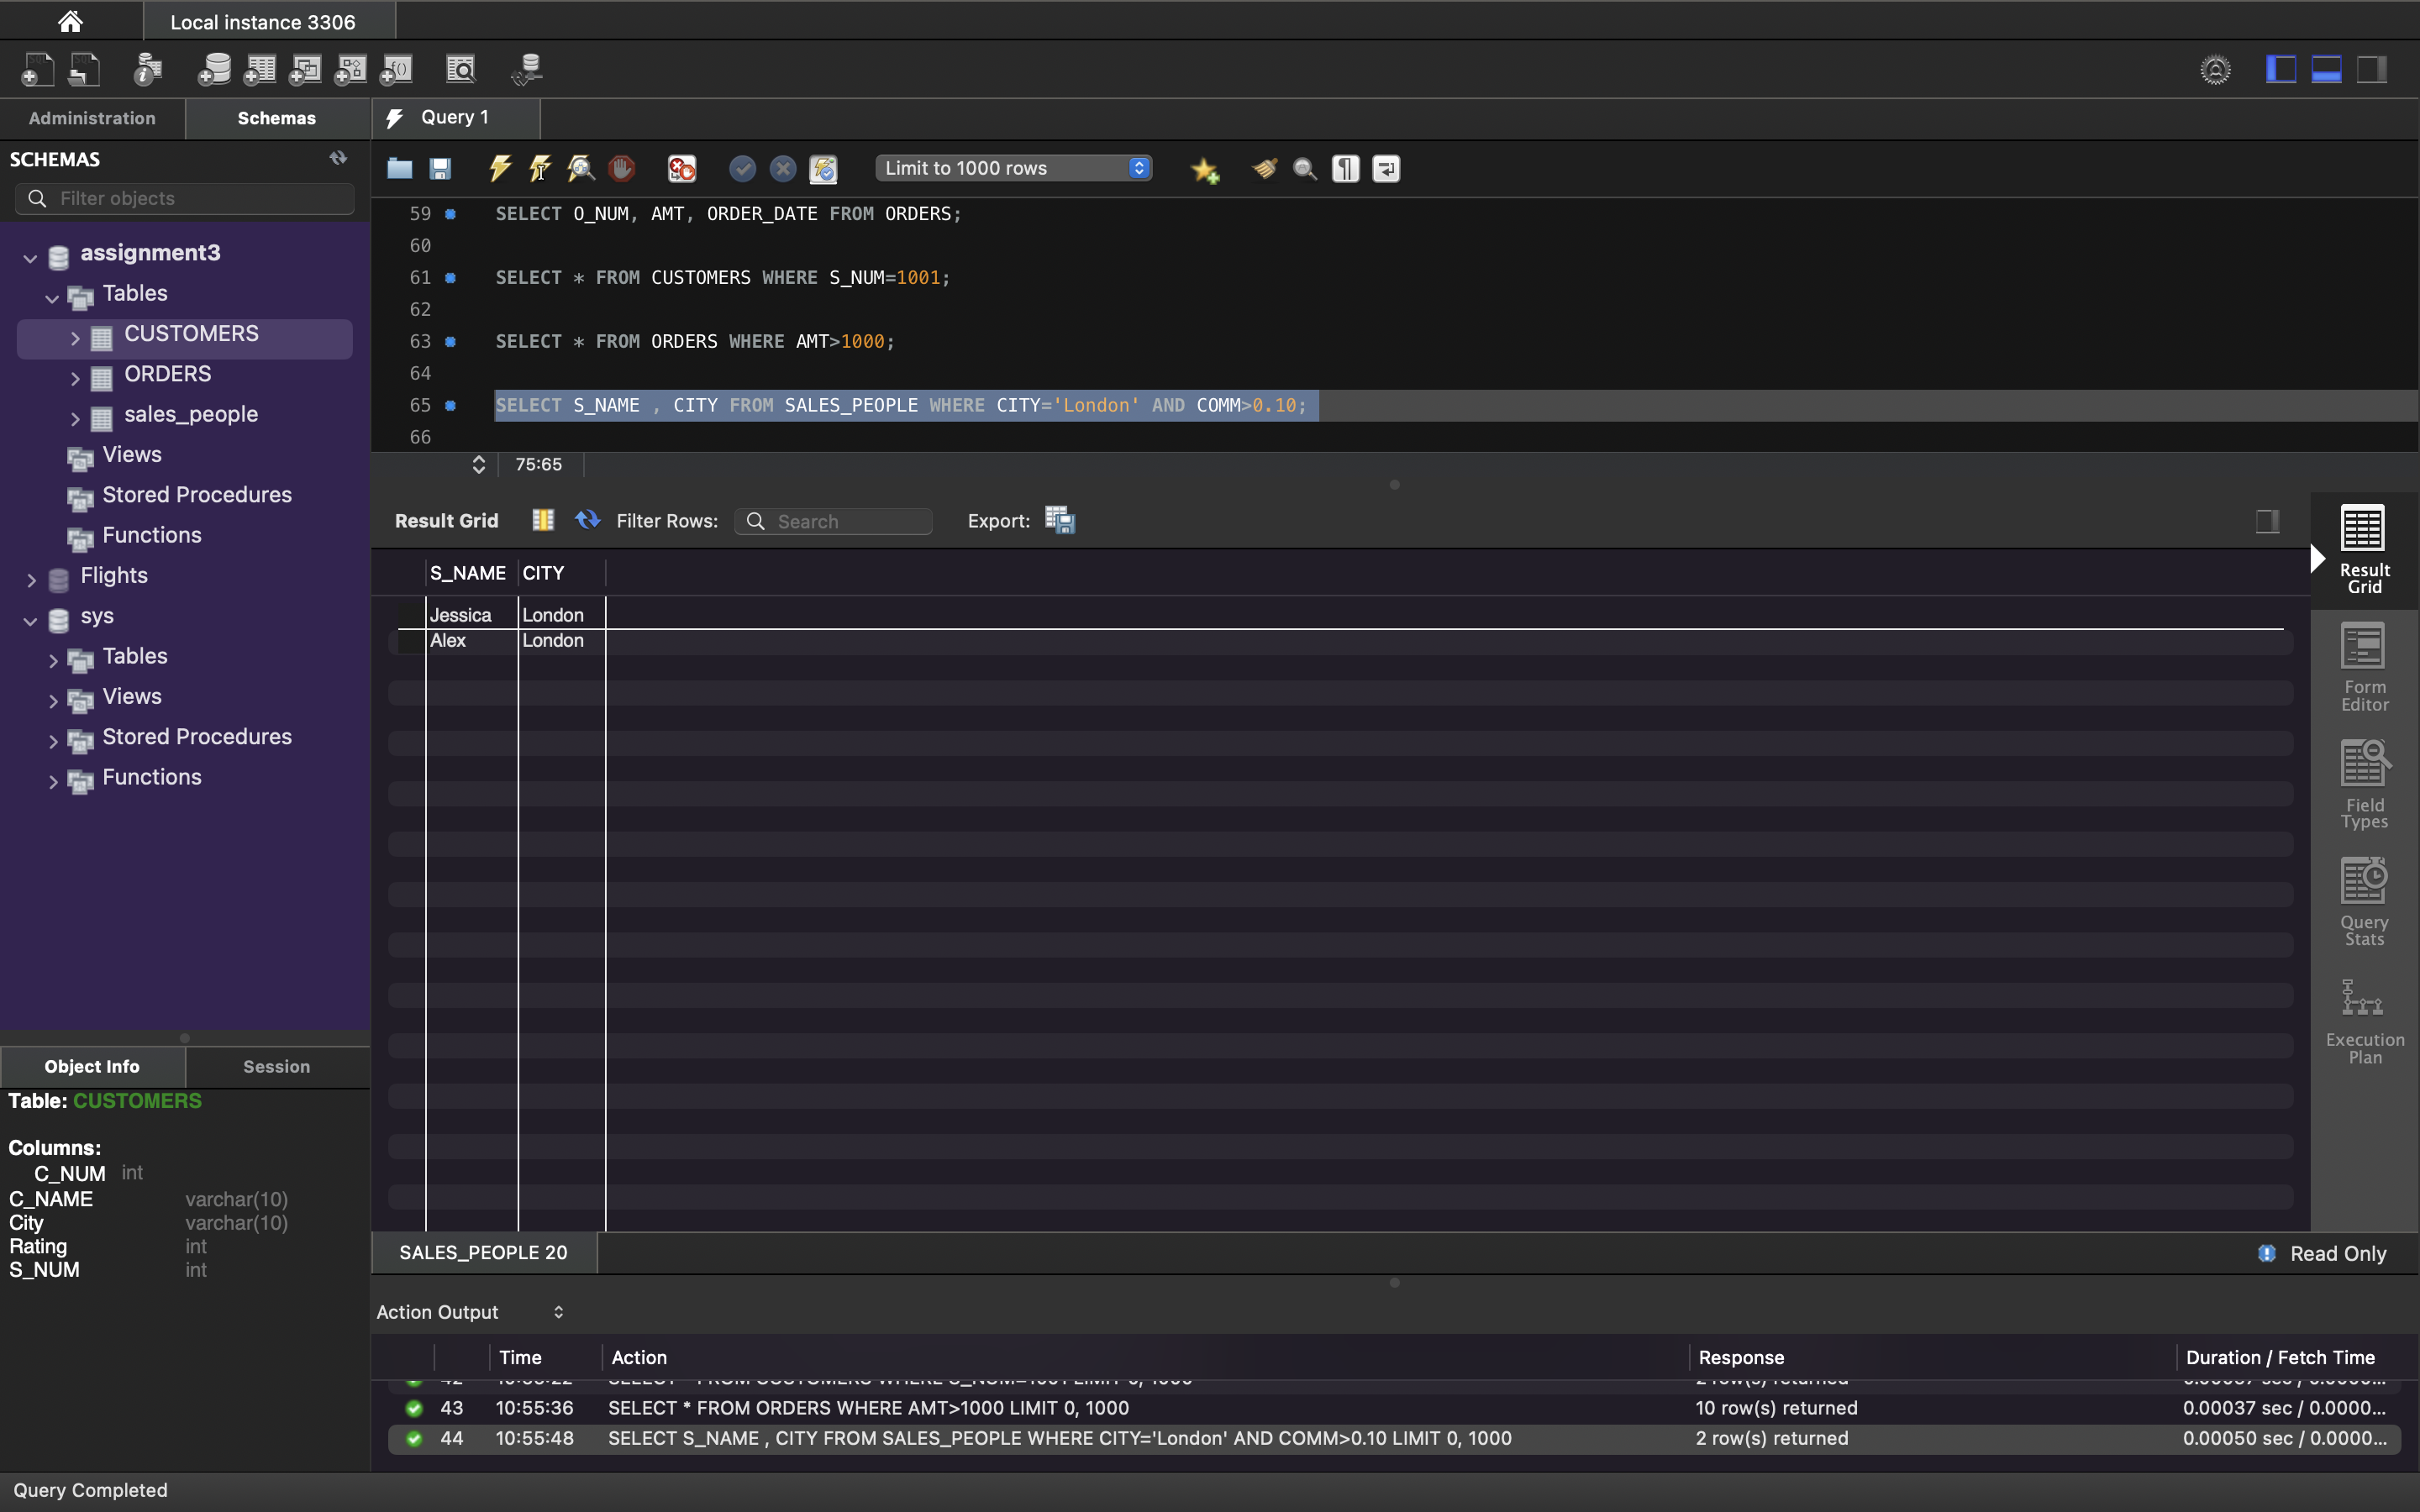 Local instance 3306
Administration
Schemas
Query 1
SCHEMAS
Filter objects
Limit to 1000 rows
assignment3
Tables
CUSTOMERS
ORDERS
sales_people
Views
Stored Procedures
Functions
Flights
sys
Tables
Views
Stored Procedures
Functions
59 SELECT O_NUM, AMT, ORDER_DATE FROM ORDERS;
60
61 SELECT * FROM CUSTOMERS WHERE S_NUM=1001;
62
63 SELECT * FROM ORDERS WHERE AMT>1000;
64
65 SELECT S_NAME , CITY FROM SALES_PEOPLE WHERE CITY='London' AND COMM>0.10;
66
75:65
Result Grid
Filter Rows:
Search
Export:
S_NAME CITY
Jessica London
Alex London
Result
Grid
Form
Editor
Field
Types
Query
Stats
Execution
Plan
Object Info
Session
Table: CUSTOMERS
Columns:
C_NUM int
C_NAME varchar(10)
City varchar(10)
Rating int
S_NUM int
SALES_PEOPLE 20
Read Only
Action Output
Time Action Response Duration / Fetch Time
43 10:55:36 SELECT * FROM ORDERS WHERE AMT>1000 LIMIT 0, 1000 10 row(s) returned 0.00037 sec / 0.0000...
44 10:55:48 SELECT S_NAME , CITY FROM SALES_PEOPLE WHERE CITY='London' AND COMM>0.10 LIMIT 0, 1000 2 row(s) returned 0.00050 sec / 0.0000...
Query Completed